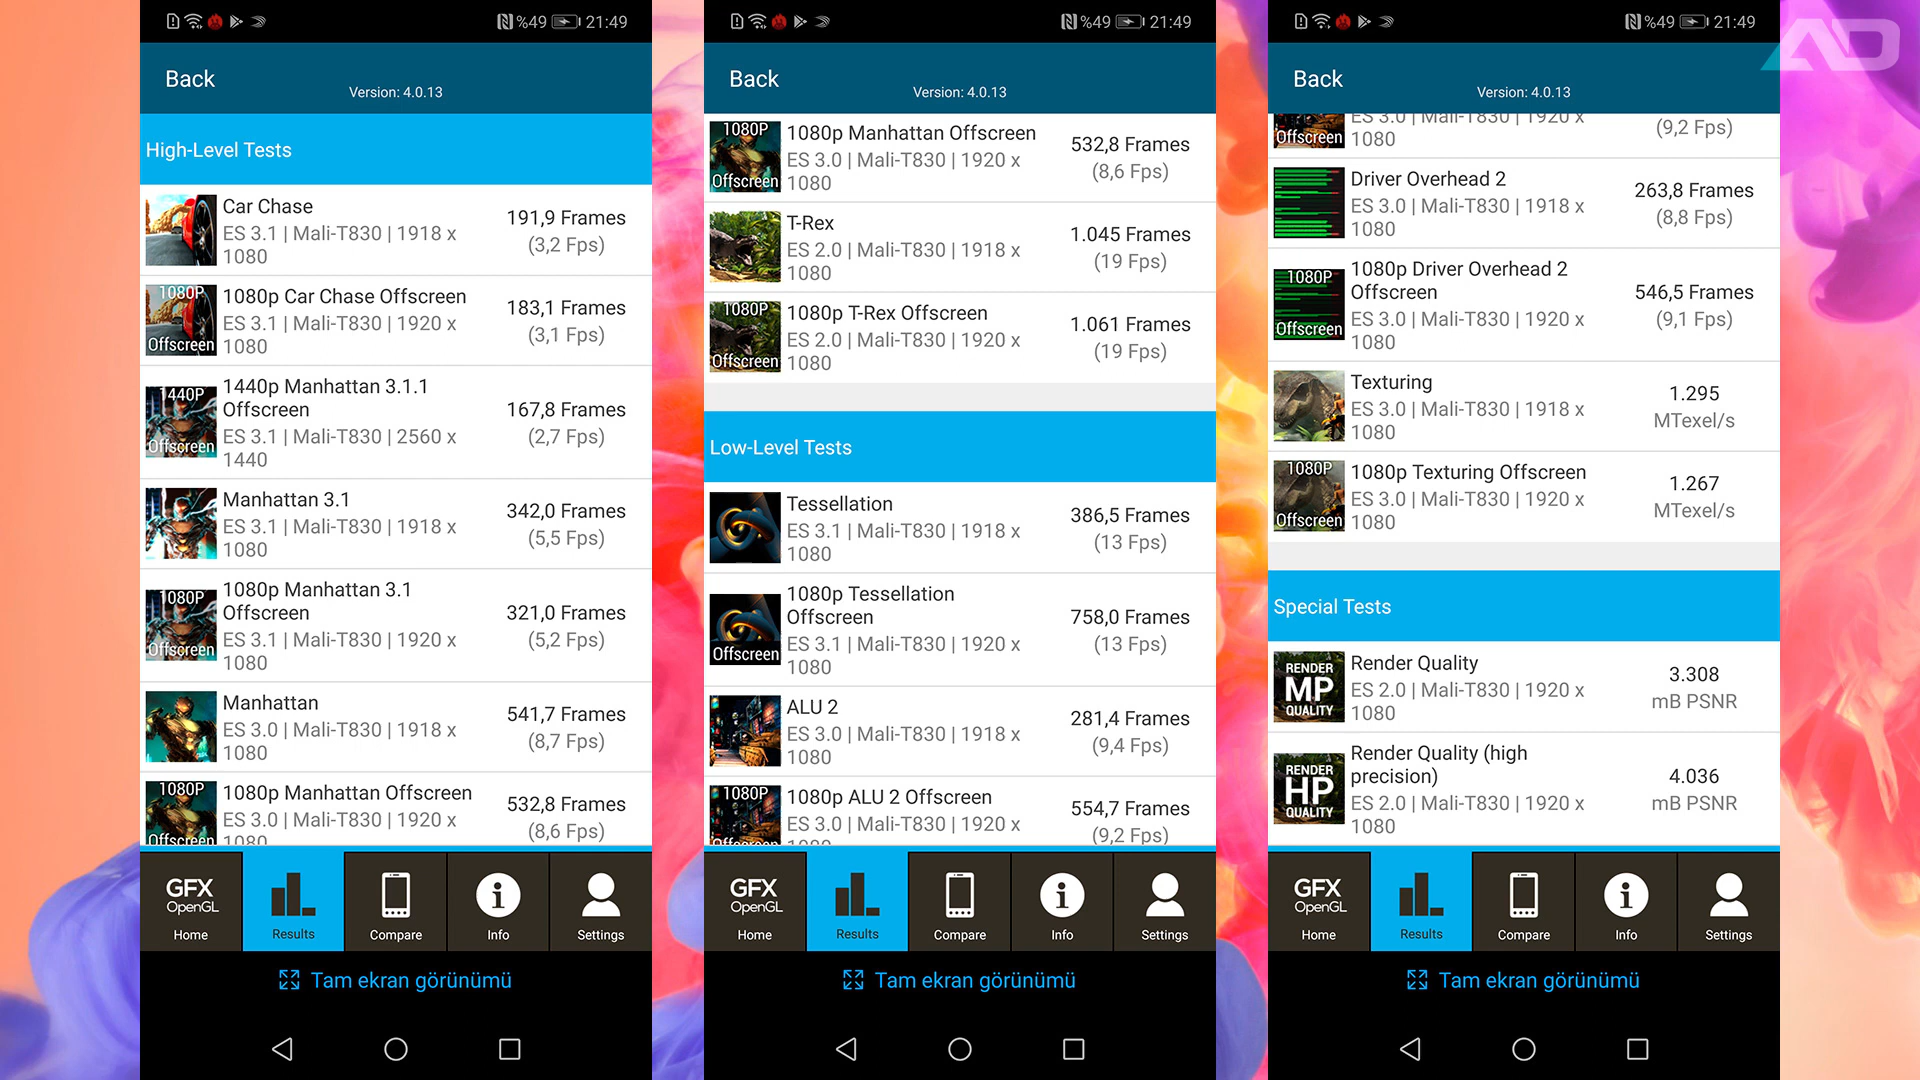 %49 21:49
Back
Version: 4.0.13
High-Level Tests
Car Chase
ES 3.1 | Mali-T830 | 1918 x
1080
191,9 Frames
(3,2 Fps)
1080P
Offscreen
1080p Car Chase Offscreen
ES 3.1 | Mali-T830 | 1920 x
1080
183,1 Frames
(3,1 Fps)
1440P
Offscreen
1440p Manhattan 3.1.1
Offscreen
ES 3.1 | Mali-T830 | 2560 x
1440
167,8 Frames
(2,7 Fps)
Manhattan 3.1
ES 3.1 | Mali-T830 | 1918 x
1080
342,0 Frames
(5,5 Fps)
1080P
Offscreen
1080p Manhattan 3.1
Offscreen
ES 3.1 | Mali-T830 | 1920 x
1080
321,0 Frames
(5,2 Fps)
Manhattan
ES 3.0 | Mali-T830 | 1918 x
1080
541,7 Frames
(8,7 Fps)
1080P
Offscreen
1080p Manhattan Offscreen
ES 3.0 | Mali-T830 | 1920 x
1080
532,8 Frames
(8,6 Fps)
GFX
OpenGL
Home
Results
Compare
Info
Settings
Tam ekran görünümü
%49 21:49
Back
Version: 4.0.13
1080P
Offscreen
1080p Manhattan Offscreen
ES 3.0 | Mali-T830 | 1920 x
1080
532,8 Frames
(8,6 Fps)
T-Rex
ES 2.0 | Mali-T830 | 1918 x
1080
1.045 Frames
(19 Fps)
1080P
Offscreen
1080p T-Rex Offscreen
ES 2.0 | Mali-T830 | 1920 x
1080
1.061 Frames
(19 Fps)
Low-Level Tests
Tessellation
ES 3.1 | Mali-T830 | 1918 x
1080
386,5 Frames
(13 Fps)
Offscreen
1080p Tessellation
Offscreen
ES 3.1 | Mali-T830 | 1920 x
1080
758,0 Frames
(13 Fps)
ALU 2
ES 3.0 | Mali-T830 | 1918 x
1080
281,4 Frames
(9,4 Fps)
1080P
Offscreen
1080p ALU 2 Offscreen
ES 3.0 | Mali-T830 | 1920 x
1080
554,7 Frames
(9,2 Fps)
GFX
OpenGL
Home
Results
Compare
Info
Settings
Tam ekran görünümü
%49 21:49
AD
Back
Version: 4.0.13
Offscreen
ES 3.0 | Mali-T830 | 1920 x
1080
(9,2 Fps)
Driver Overhead 2
ES 3.0 | Mali-T830 | 1918 x
1080
263,8 Frames
(8,8 Fps)
1080P
Offscreen
1080p Driver Overhead 2
Offscreen
ES 3.0 | Mali-T830 | 1920 x
1080
546,5 Frames
(9,1 Fps)
Texturing
ES 3.0 | Mali-T830 | 1918 x
1080
1.295
MTexel/s
1080P
Offscreen
1080p Texturing Offscreen
ES 3.0 | Mali-T830 | 1920 x
1080
1.267
MTexel/s
Special Tests
RENDER
MP
QUALITY
Render Quality
ES 2.0 | Mali-T830 | 1920 x
1080
3.308
mB PSNR
RENDER
HP
QUALITY
Render Quality (high
precision)
ES 2.0 | Mali-T830 | 1920 x
1080
4.036
mB PSNR
GFX
OpenGL
Home
Results
Compare
Info
Settings
Tam ekran görünümü